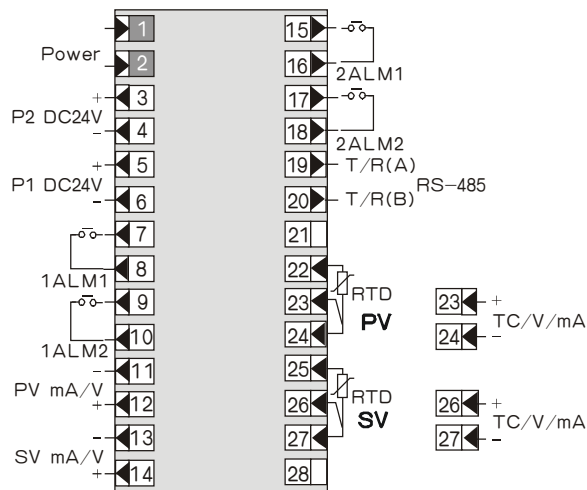 1 15
Power
2 16
2ALM1
+ 3 17
P2 DC24V
- 4 18
2ALM2
+ 5 19 T/R(A)
P1 DC24V RS-485
- 6 20 T/R(B)
7 21
8 22
1ALM1
RTD
9 23 23 +
PV TC/V/mA
10 24 24 -
1ALM2
- 11 25
PV mA/V
RTD
+ 12 26 26 +
SV TC/V/mA
- 13 27 27 -
SV mA/V
+ 14 28